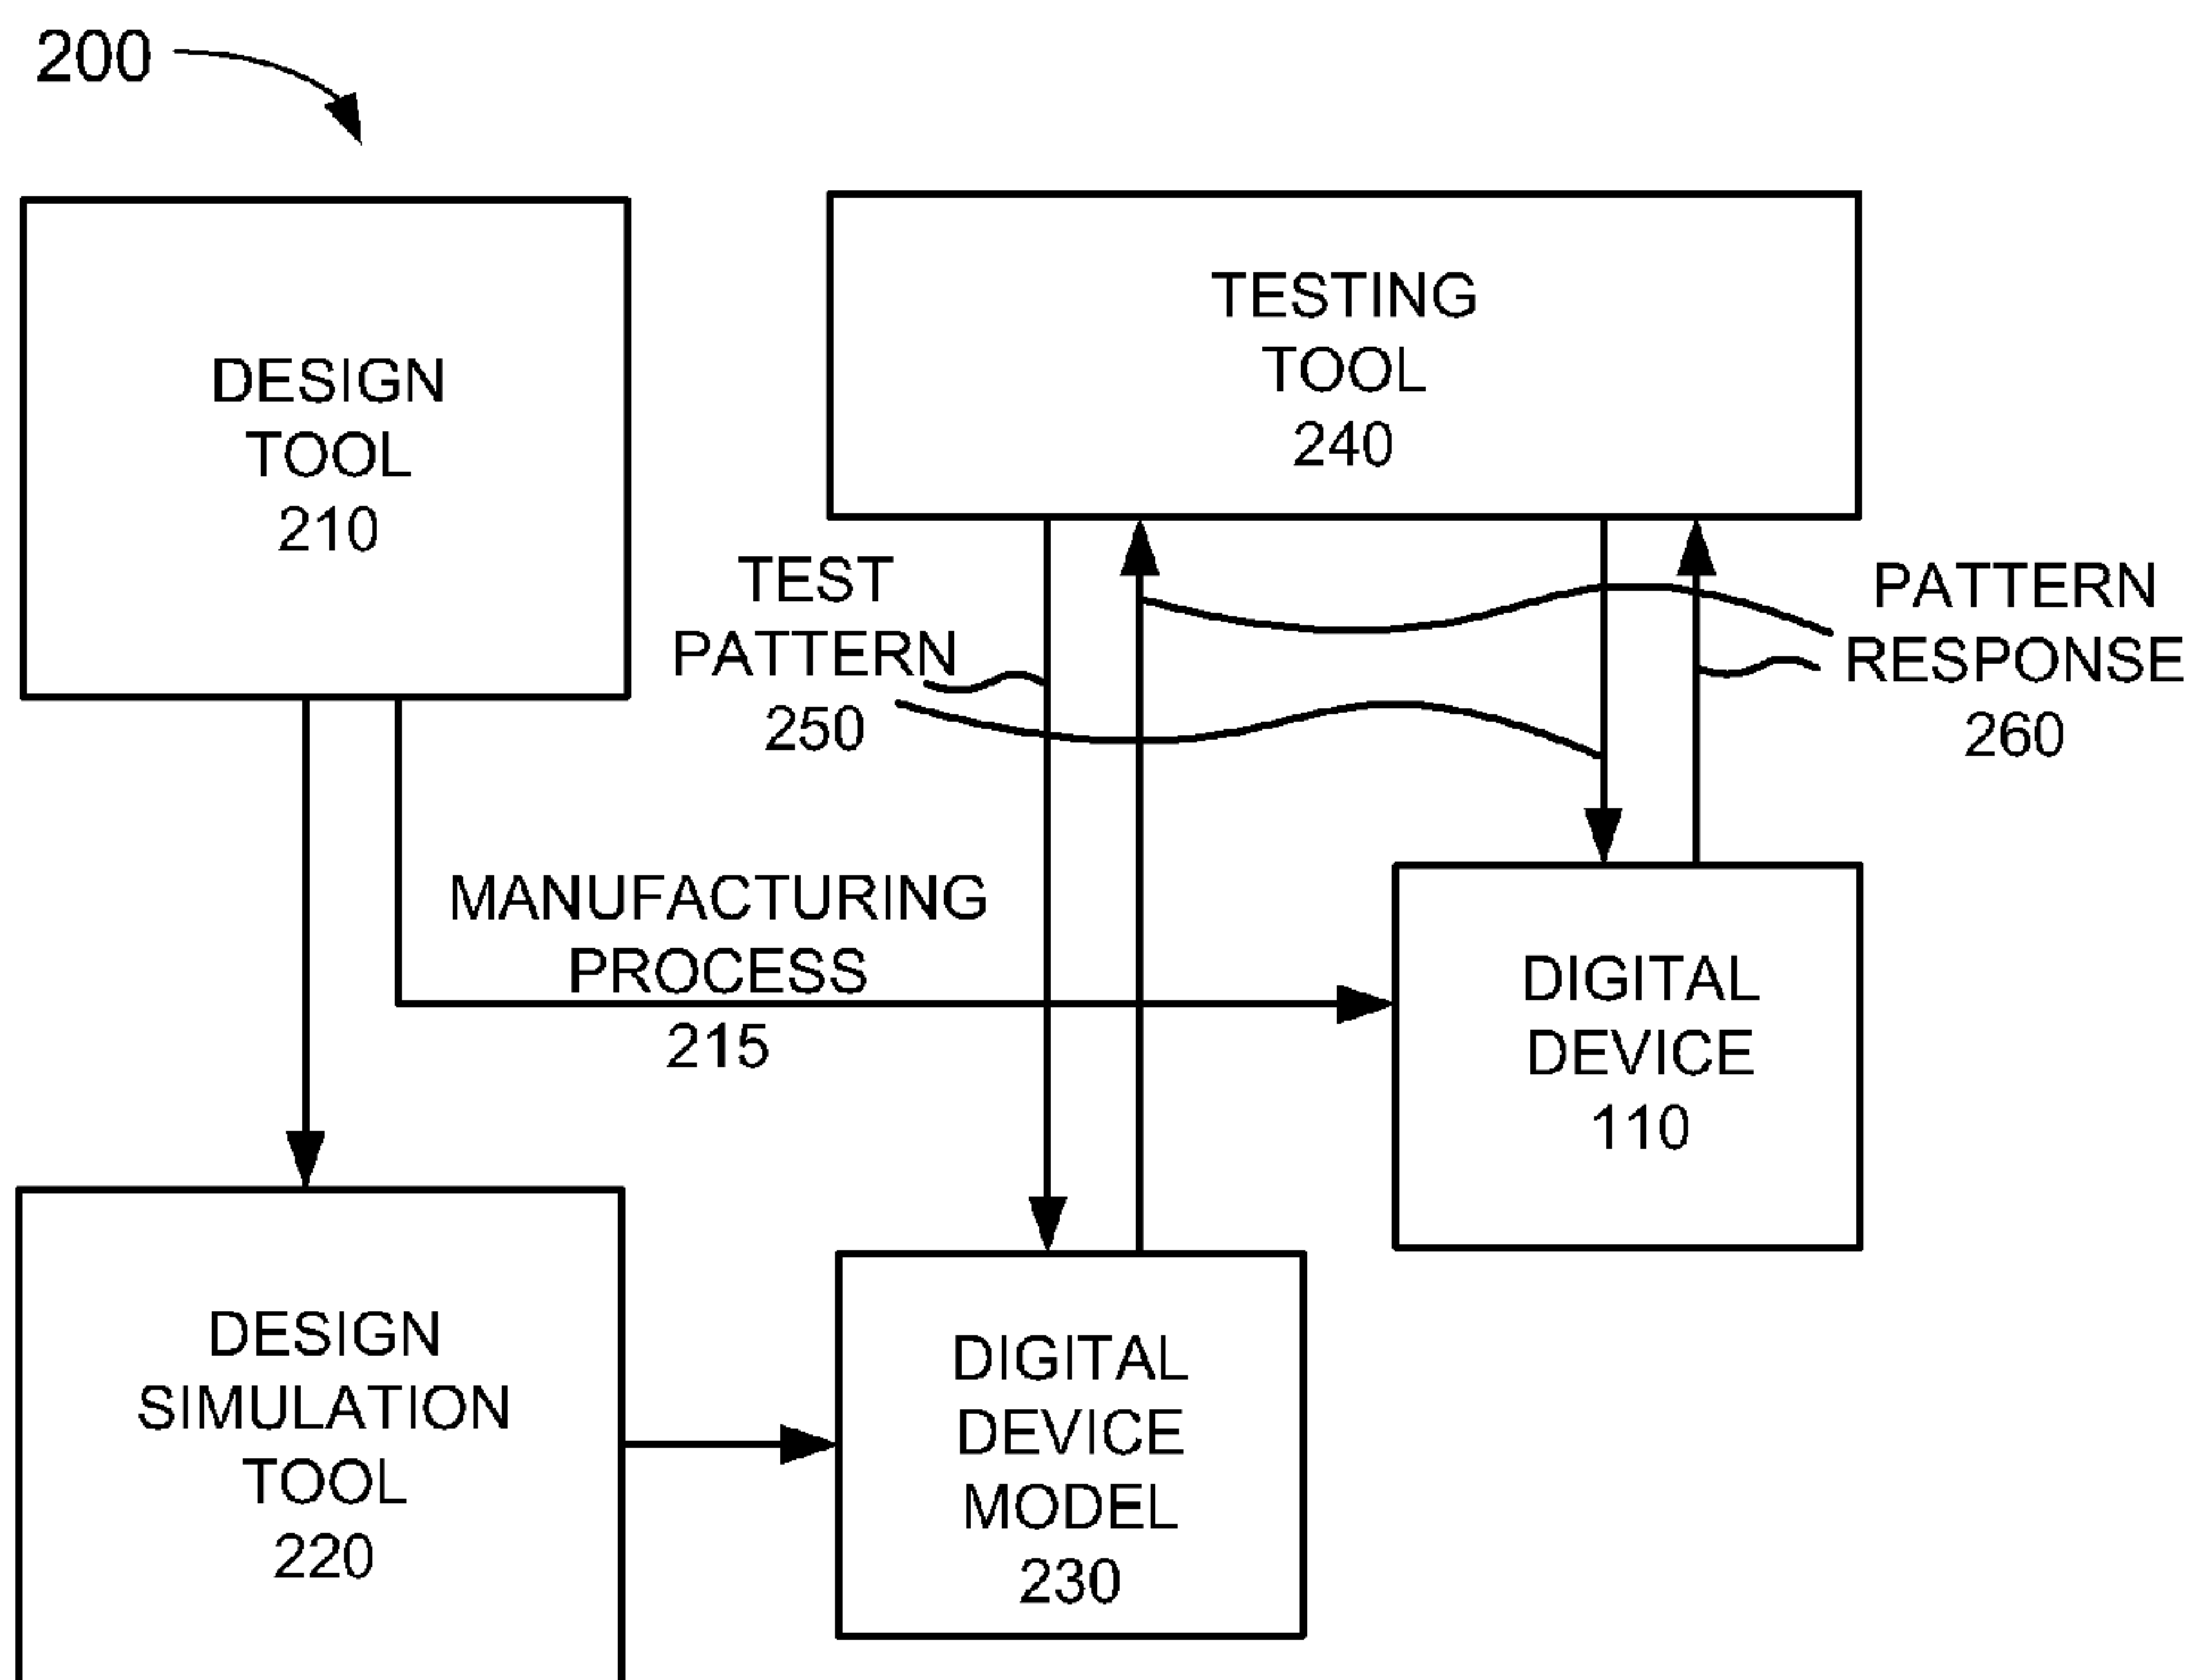 200
DESIGN
TOOL
210
TESTING
TOOL
240
TEST
PATTERN
250
PATTERN
RESPONSE
260
MANUFACTURING
PROCESS
215
DIGITAL
DEVICE
110
DESIGN
SIMULATION
TOOL
220
DIGITAL
DEVICE
MODEL
230